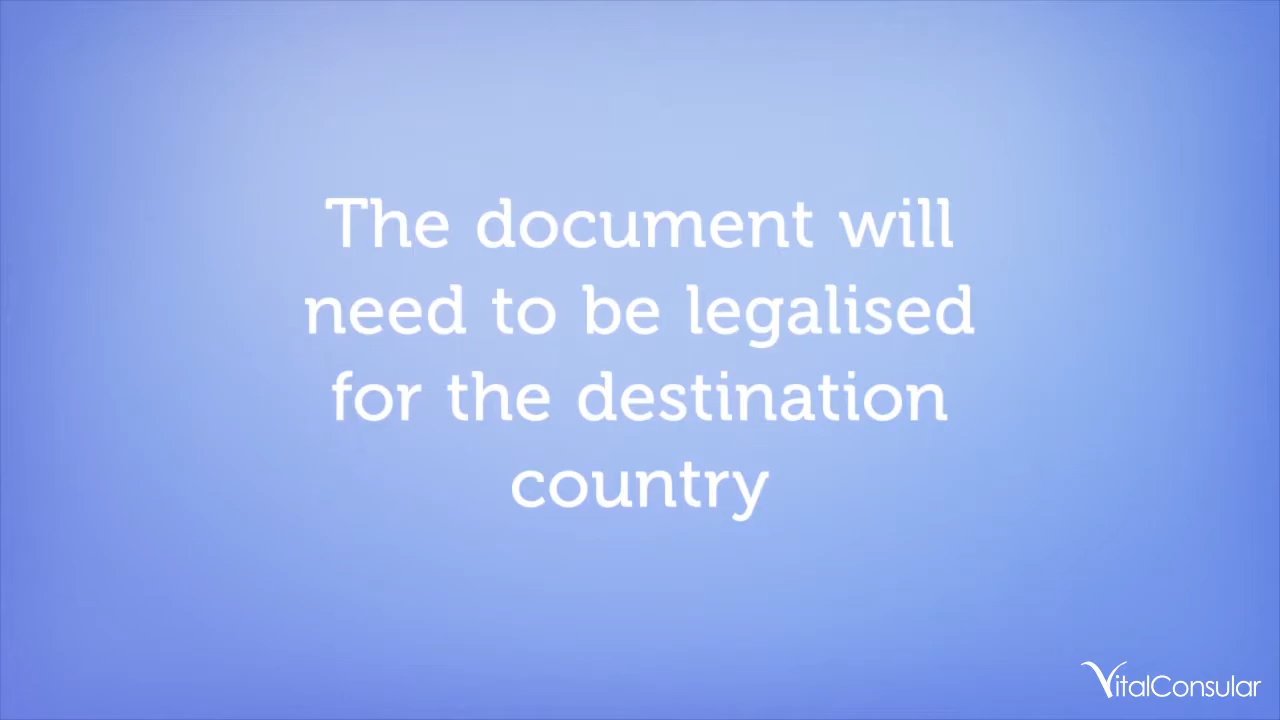 The document will
need to be legalised
for the destination
country
VitalConsular